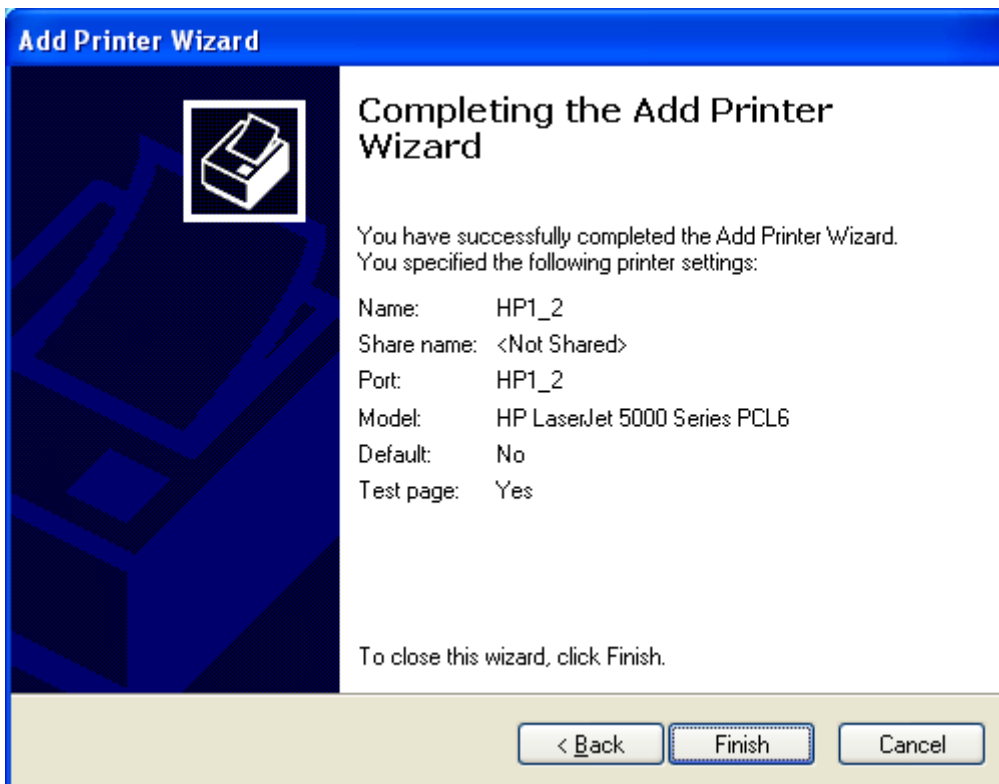 Add Printer Wizard
Completing the Add Printer
Wizard
You have successfully completed the Add Printer Wizard.
You specified the following printer settings:
Name: HP1_2
Share name: <Not Shared>
Port: HP1_2
Model: HP LaserJet 5000 Series PCL6
Default: No
Test page: Yes
To close this wizard, click Finish.
< Back Finish Cancel